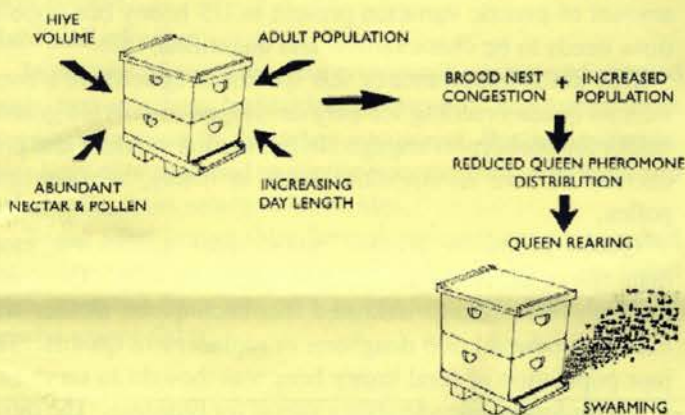 HIVE
VOLUME
ADULT POPULATION
ABUNDANT
NECTAR & POLLEN
INCREASING
DAY LENGTH
BROOD NEST + INCREASED
CONGESTION POPULATION
REDUCED QUEEN PHEROMONE
DISTRIBUTION
QUEEN REARING
SWARMING